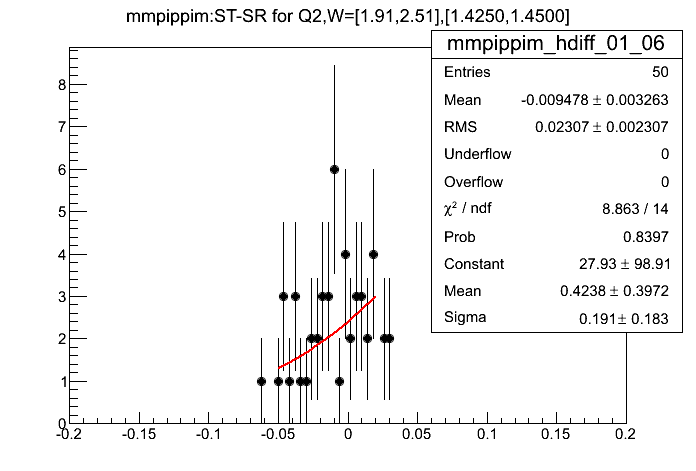 mmpippim:ST-SR for Q2,W=[1.91,2.51],[1.4250,1.4500]
mmpippim_hdiff_01_06
Entries 50
Mean -0.009478 ± 0.003263
RMS 0.02307 ± 0.002307
Underflow 0
Overflow 0
χ² / ndf 8.863 / 14
Prob 0.8397
Constant 27.93 ± 98.91
Mean 0.4238 ± 0.3972
Sigma 0.191 ± 0.183
8
7
6
5
4
3
2
1
0
-0.2 -0.15 -0.1 -0.05 0 0.05 0.1 0.15 0.2